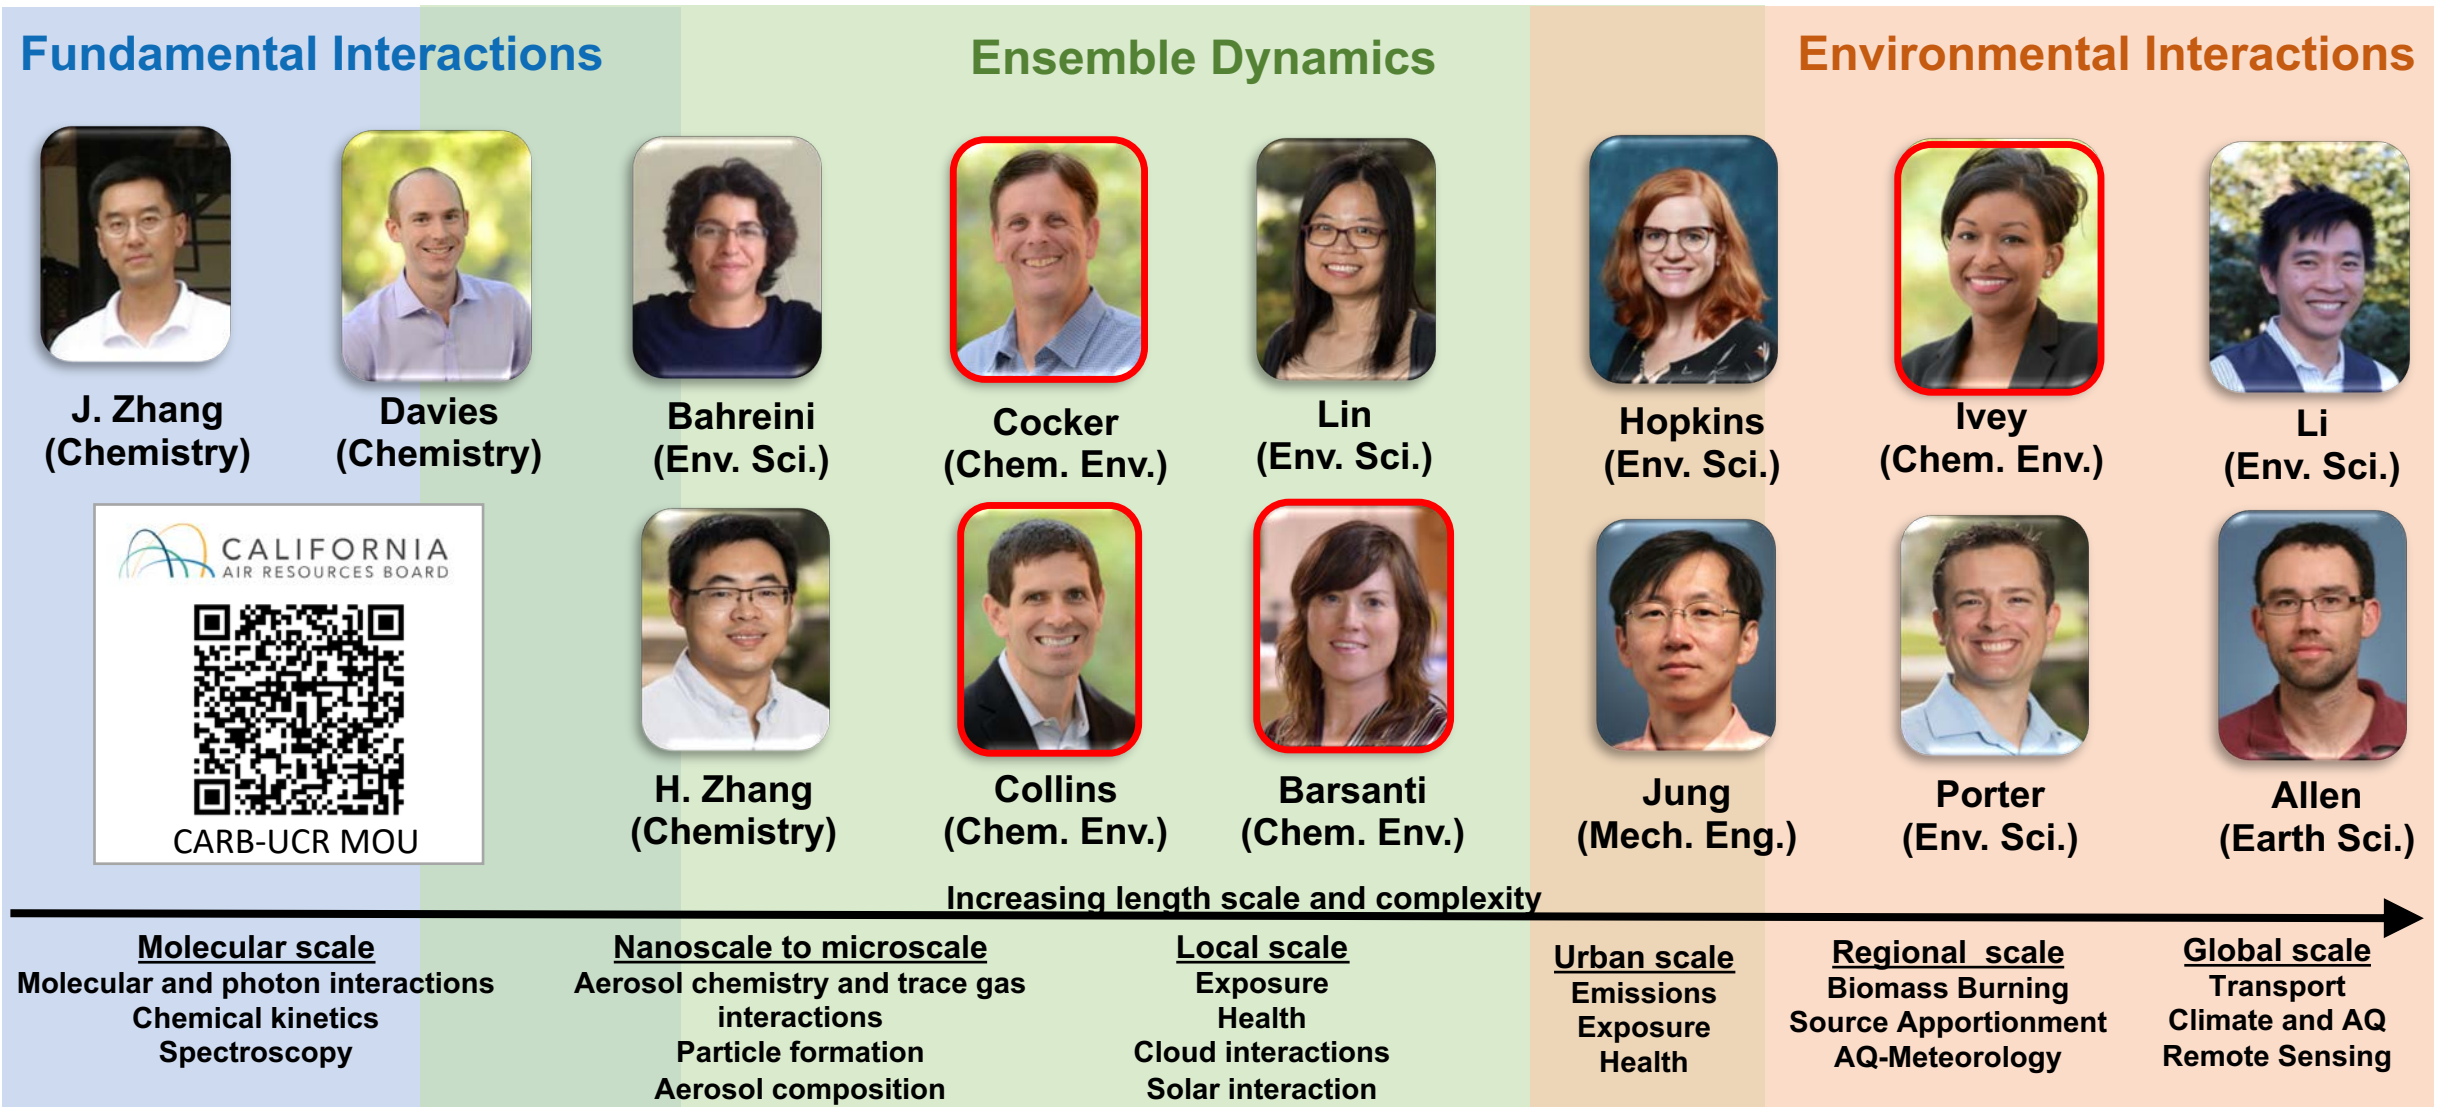 Fundamental Interactions
Ensemble Dynamics
Environmental Interactions
J. Zhang
(Chemistry)
Davies
(Chemistry)
Bahreini
(Env. Sci.)
Cocker
(Chem. Env.)
Lin
(Env. Sci.)
Hopkins
(Env. Sci.)
Ivey
(Chem. Env.)
Li
(Env. Sci.)
CALIFORNIA
AIR RESOURCES BOARD
CARB-UCR MOU
H. Zhang
(Chemistry)
Collins
(Chem. Env.)
Barsanti
(Chem. Env.)
Jung
(Mech. Eng.)
Porter
(Env. Sci.)
Allen
(Earth Sci.)
Increasing length scale and complexity
Molecular scale
Molecular and photon interactions
Chemical kinetics
Spectroscopy
Nanoscale to microscale
Aerosol chemistry and trace gas
interactions
Particle formation
Aerosol composition
Local scale
Exposure
Health
Cloud interactions
Solar interaction
Urban scale
Emissions
Exposure
Health
Regional scale
Biomass Burning
Source Apportionment
AQ-Meteorology
Global scale
Transport
Climate and AQ
Remote Sensing